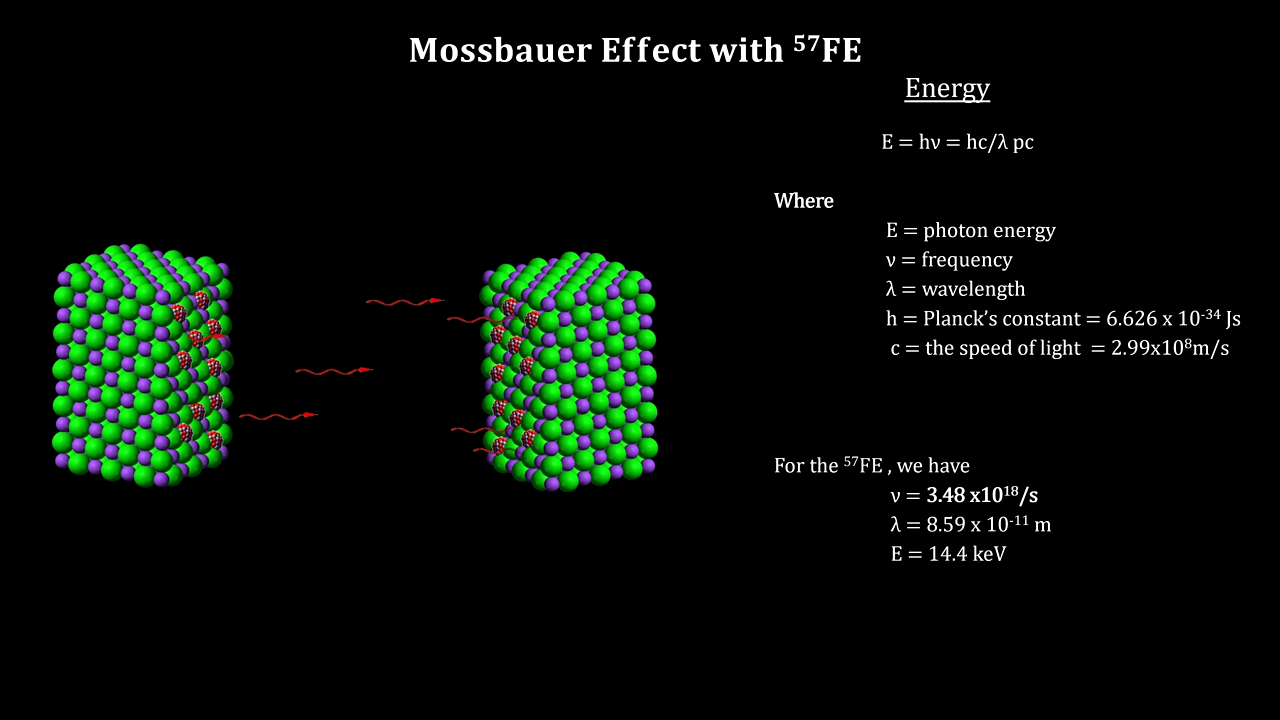 Mossbauer Effect with ⁵⁷FE
Energy
E = hν = hc/λ pc
Where
E = photon energy
ν = frequency
λ = wavelength
h = Planck’s constant = 6.626 x 10⁻³⁴ Js
c = the speed of light = 2.99x10⁸m/s
For the ⁵⁷FE , we have
ν = 3.48 x10¹⁸/s
λ = 8.59 x 10⁻¹¹ m
E = 14.4 keV